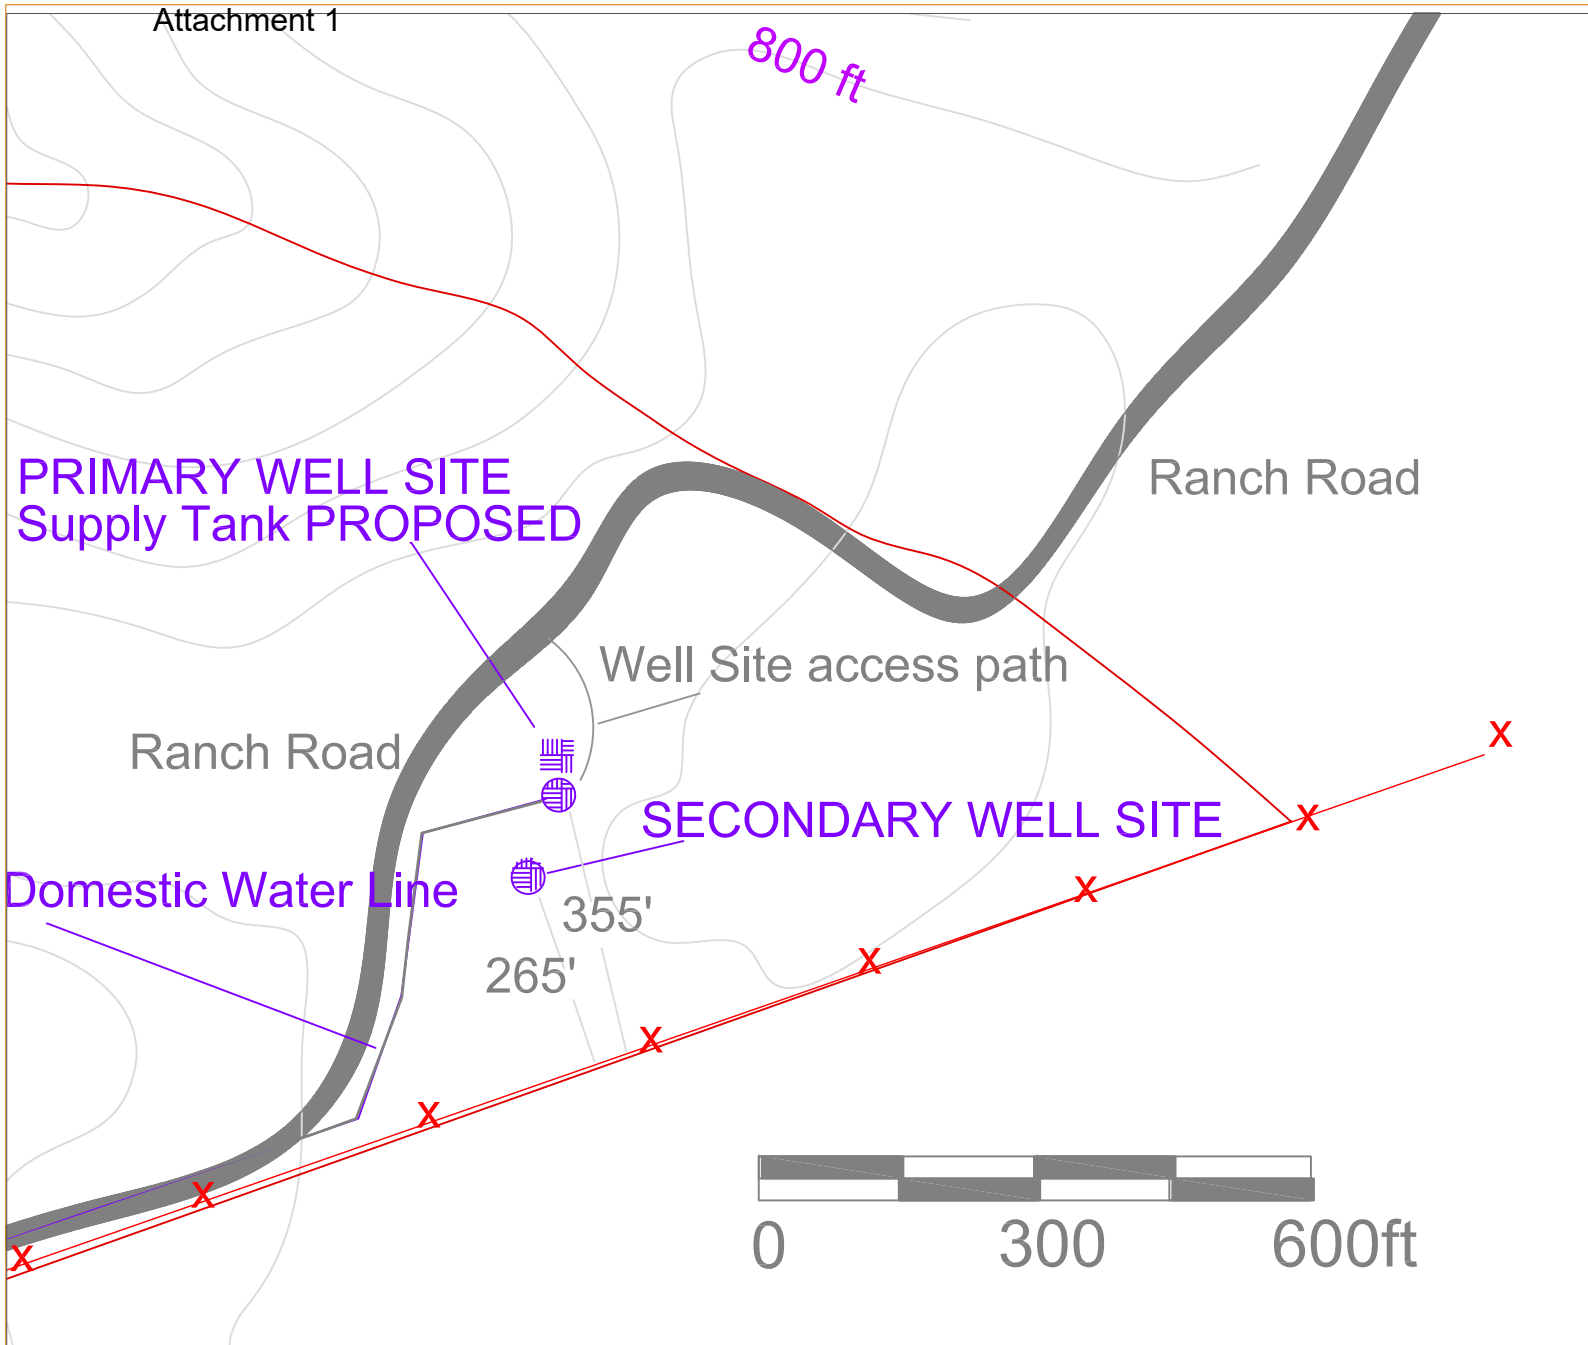 Attachment 1
800 ft
PRIMARY WELL SITE
Supply Tank PROPOSED
Ranch Road
Well Site access path
Ranch Road
X
X
SECONDARY WELL SITE
Domestic Water Line
X
355'
265'
X
X
X
X
X
0 300 600ft